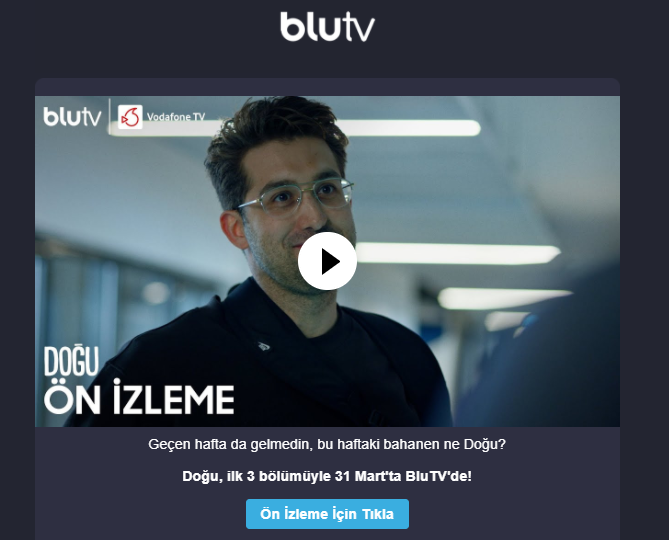 blutv
blutv | Vodafone TV
DOĞU
ÖN İZLEME
Geçen hafta da gelmedin, bu haftaki bahanen ne Doğu?
Doğu, ilk 3 bölümüyle 31 Mart'ta BluTV'de!
Ön İzleme İçin Tıkla